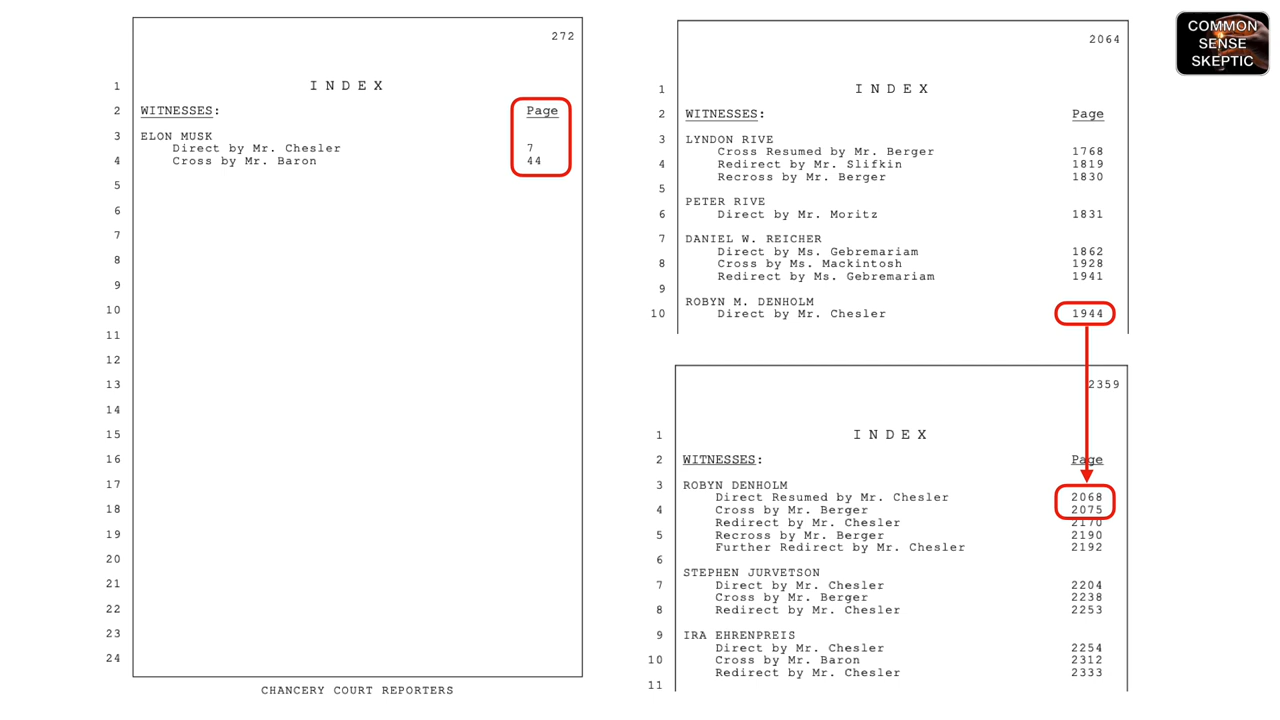 272
1 I N D E X
2 WITNESSES: Page
3 ELON MUSK
Direct by Mr. Chesler 7
4 Cross by Mr. Baron 44
5
6
7
8
9
10
11
12
13
14
15
16
17
18
19
20
21
22
23
24
CHANCERY COURT REPORTERS
2064
1 I N D E X
2 WITNESSES: Page
3 LYNDON RIVE
Cross Resumed by Mr. Berger 1768
4 Redirect by Mr. Slifkin 1819
Recross by Mr. Berger 1830
5
PETER RIVE
6 Direct by Mr. Moritz 1831
7 DANIEL W. REICHER
Direct by Ms. Gebremariam 1862
8 Cross by Ms. Mackintosh 1928
Redirect by Ms. Gebremariam 1941
9
ROBYN M. DENHOLM
10 Direct by Mr. Chesler 1944
2359
1 I N D E X
2 WITNESSES: Page
3 ROBYN DENHOLM
Direct Resumed by Mr. Chesler 2068
4 Cross by Mr. Berger 2075
Redirect by Mr. Chesler 2170
5 Recross by Mr. Berger 2190
Further Redirect by Mr. Chesler 2192
6
STEPHEN JURVETSON
7 Direct by Mr. Chesler 2204
Cross by Mr. Berger 2238
8 Redirect by Mr. Chesler 2253
9 IRA EHRENPREIS
Direct by Mr. Chesler 2254
10 Cross by Mr. Baron 2312
Redirect by Mr. Chesler 2333
11
COMMON
SENSE
SKEPTIC